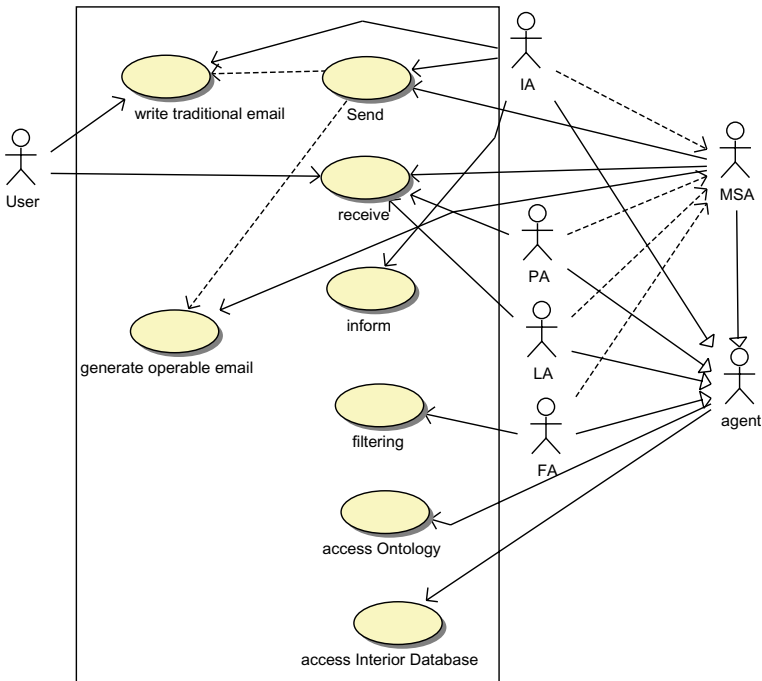 IA
write traditional email
Send
User
MSA
receive
PA
inform
generate operable email
LA
agent
filtering
FA
access Ontology
access Interior Database